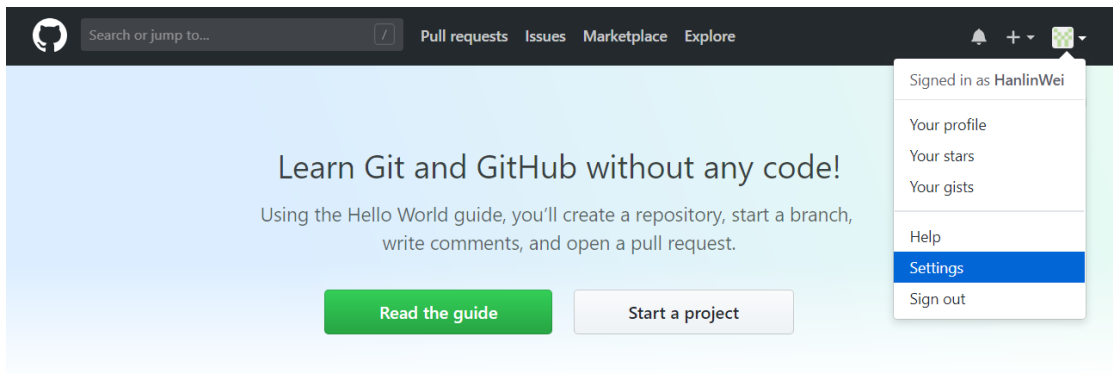 Search or jump to... /
Pull requests Issues Marketplace Explore
Signed in as HanlinWei
Your profile
Your stars
Your gists
Help
Settings
Sign out
Learn Git and GitHub without any code!
Using the Hello World guide, you’ll create a repository, start a branch,
write comments, and open a pull request.
Read the guide
Start a project